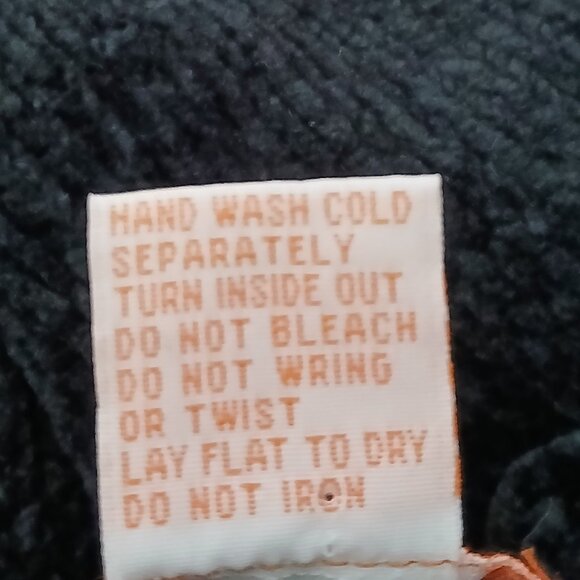 HAND WASH COLD
SEPARATELY
TURN INSIDE OUT
DO NOT BLEACH
DO NOT WRING
OR TWIST
LAY FLAT TO DRY
DO NOT IRON